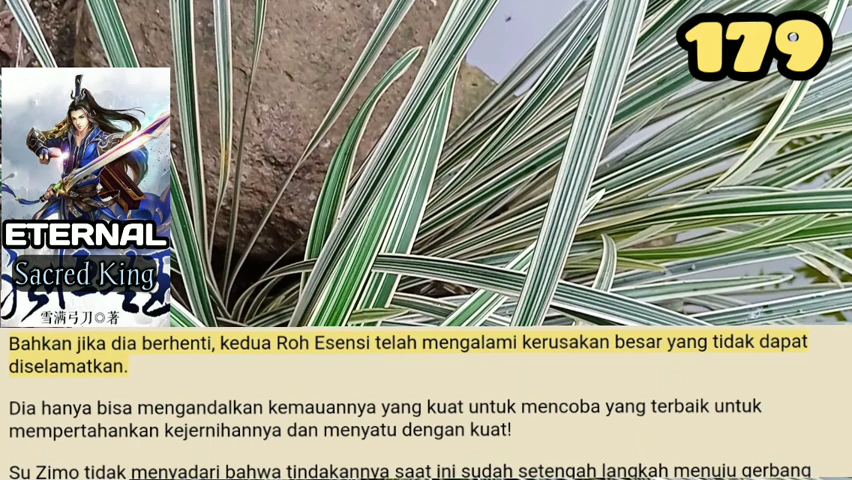 179
ETERNAL
Sacred King
雪满弓刀◎著
Bahkan jika dia berhenti, kedua Roh Esensi telah mengalami kerusakan besar yang tidak dapat
diselamatkan.
Dia hanya bisa mengandalkan kemauannya yang kuat untuk mencoba yang terbaik untuk
mempertahankan kejernihannya dan menyatu dengan kuat!
Su Zimo tidak menyadari bahwa tindakannya saat ini sudah setengah langkah menuju gerbang